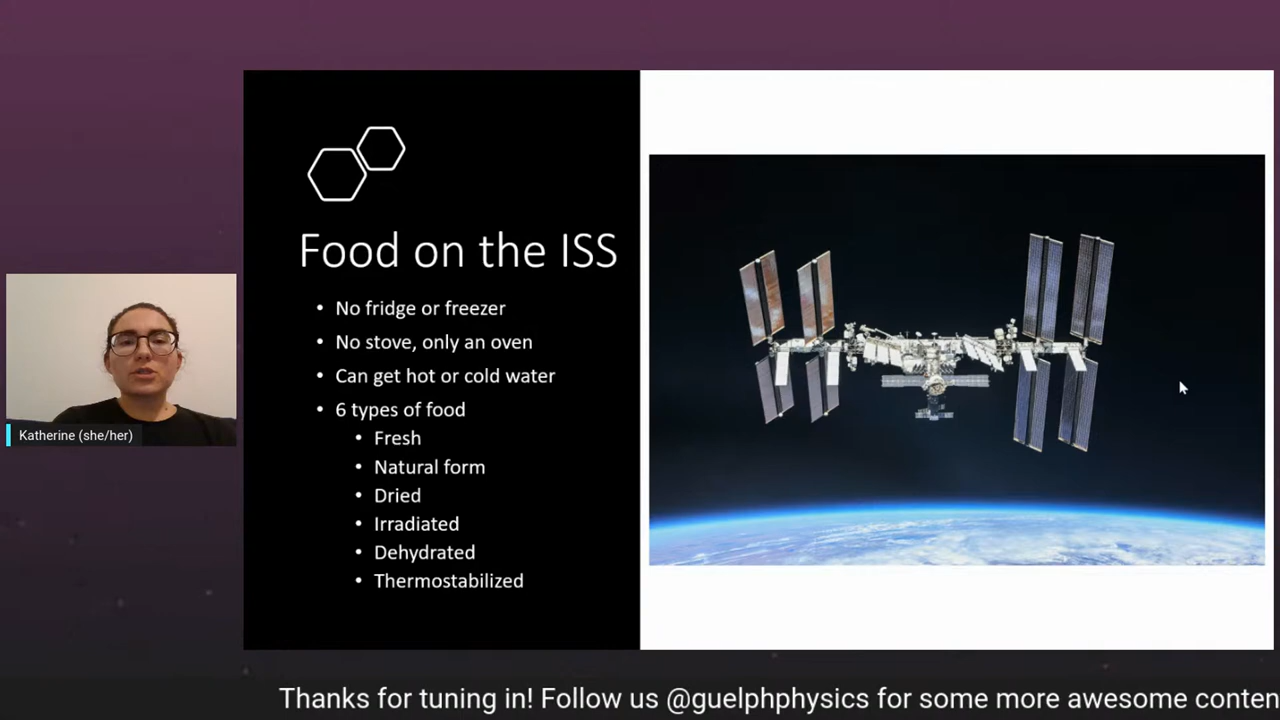 Food on the ISS
• No fridge or freezer
• No stove, only an oven
• Can get hot or cold water
• 6 types of food
• Fresh
• Natural form
• Dried
• Irradiated
• Dehydrated
• Thermostabilized
Katherine (she/her)
Thanks for tuning in! Follow us @guelphphysics for some more awesome conten